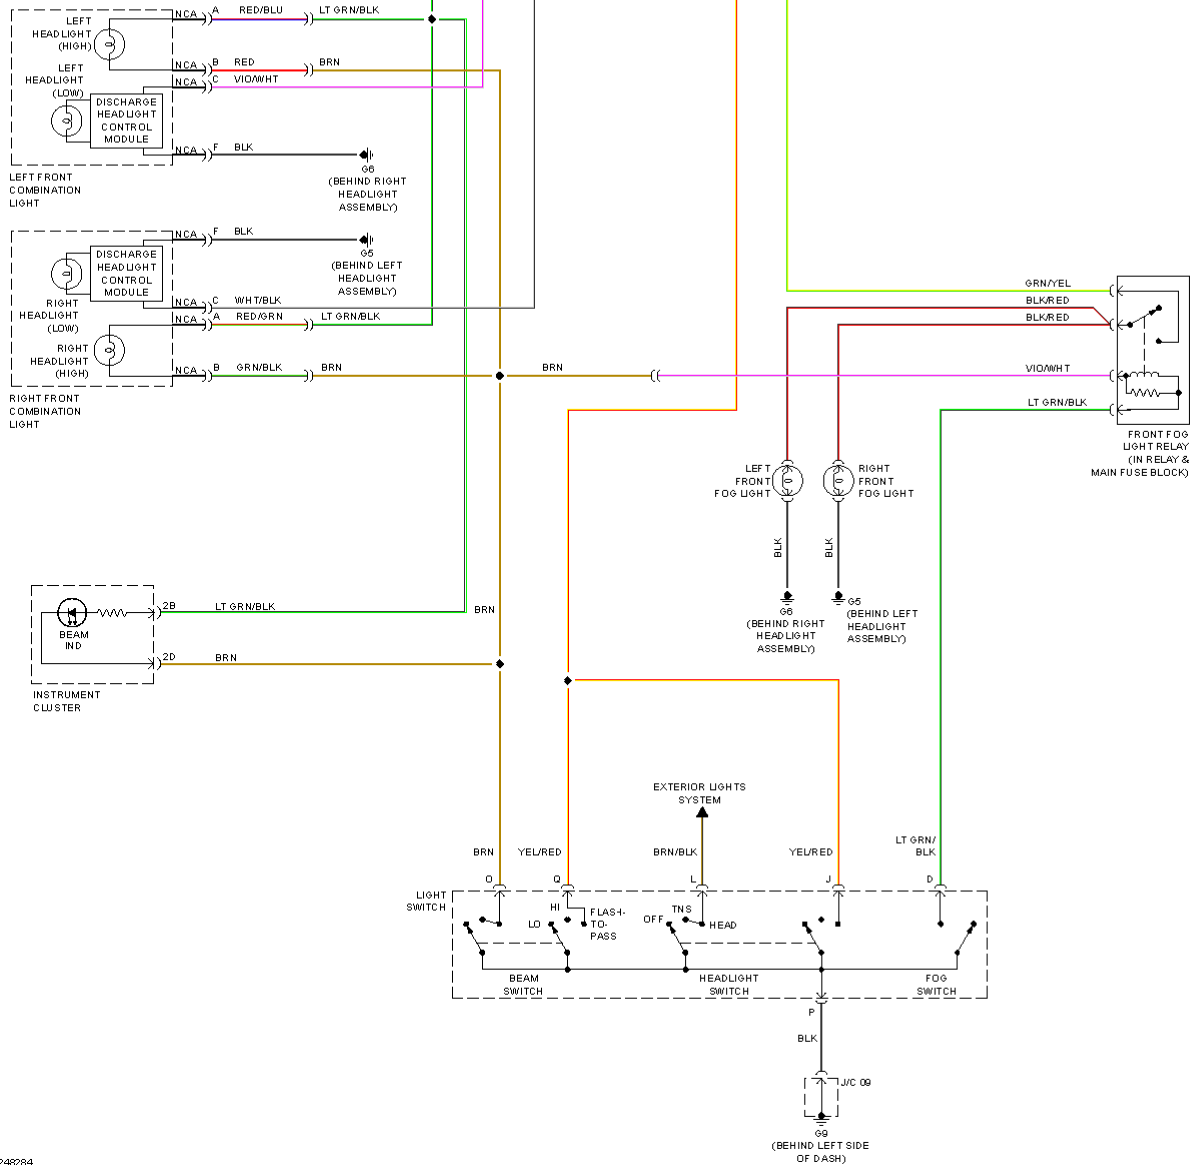 NCA A RED/BLU LT GRN/BLK
LEFT
HEADLIGHT
(HIGH)
NCA B RED BRN
LEFT
HEADLIGHT
(LOW)
NCA C VIO/WHT
DISCHARGE
HEADLIGHT
CONTROL
MODULE
NCA F BLK
G6
(BEHIND RIGHT
HEADLIGHT
ASSEMBLY)
LEFT FRONT
COMBINATION
LIGHT
NCA F BLK
G5
(BEHIND LEFT
HEADLIGHT
ASSEMBLY)
DISCHARGE
HEADLIGHT
CONTROL
MODULE
NCA C WHT/BLK
RIGHT
HEADLIGHT
(LOW)
NCA A RED/GRN LT GRN/BLK
RIGHT
HEADLIGHT
(HIGH)
NCA B GRN/BLK BRN
BRN
RIGHT FRONT
COMBINATION
LIGHT
GRN/YEL
BLK/RED
BLK/RED
VIO/WHT
LT GRN/BLK
FRONT FOG
LIGHT RELAY
(IN RELAY &
MAIN FUSE BLOCK)
LEFT
FRONT
FOG LIGHT
RIGHT
FRONT
FOG LIGHT
BLK
BLK
G6
(BEHIND RIGHT
HEADLIGHT
ASSEMBLY)
G5
(BEHIND LEFT
HEADLIGHT
ASSEMBLY)
2B LT GRN/BLK
BRN
BEAM
IND
2D BRN
INSTRUMENT
CLUSTER
EXTERIOR LIGHTS
SYSTEM
BRN
YEL/RED
BRN/BLK
YEL/RED
LT GRN/
BLK
O Q L J D
LIGHT
SWITCH
HI
LO
FLASH-
TO-
PASS
OFF
TNS
HEAD
BEAM
SWITCH
HEADLIGHT
SWITCH
FOG
SWITCH
P
BLK
J/C 09
G9
(BEHIND LEFT SIDE
OF DASH)
248284